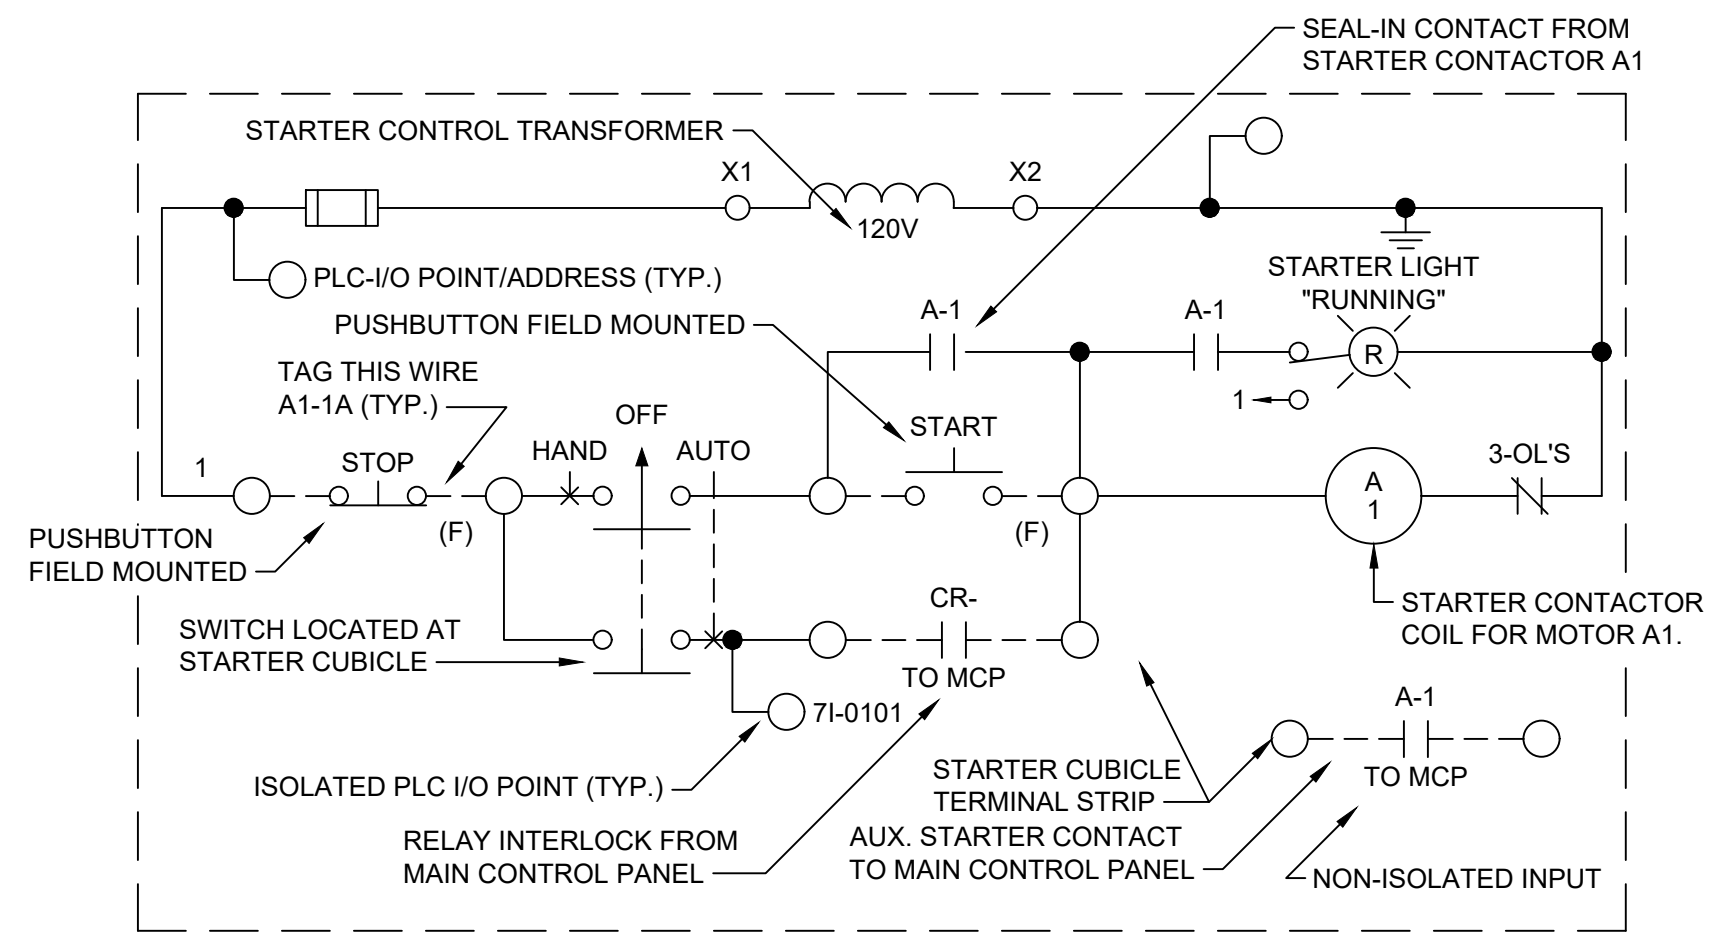 SEAL-IN CONTACT FROM
STARTER CONTACTOR A1
STARTER CONTROL TRANSFORMER
X1
X2
120V
PLC-I/O POINT/ADDRESS (TYP.)
STARTER LIGHT
"RUNNING"
A-1
A-1
PUSHBUTTON FIELD MOUNTED
R
TAG THIS WIRE
A1-1A (TYP.)
1
OFF
START
HAND
AUTO
1
STOP
3-OL'S
A
1
(F)
(F)
PUSHBUTTON
FIELD MOUNTED
CR-
TO MCP
STARTER CONTACTOR
COIL FOR MOTOR A1.
SWITCH LOCATED AT
STARTER CUBICLE
7I-0101
A-1
TO MCP
ISOLATED PLC I/O POINT (TYP.)
STARTER CUBICLE
TERMINAL STRIP
RELAY INTERLOCK FROM
MAIN CONTROL PANEL
AUX. STARTER CONTACT
TO MAIN CONTROL PANEL
NON-ISOLATED INPUT